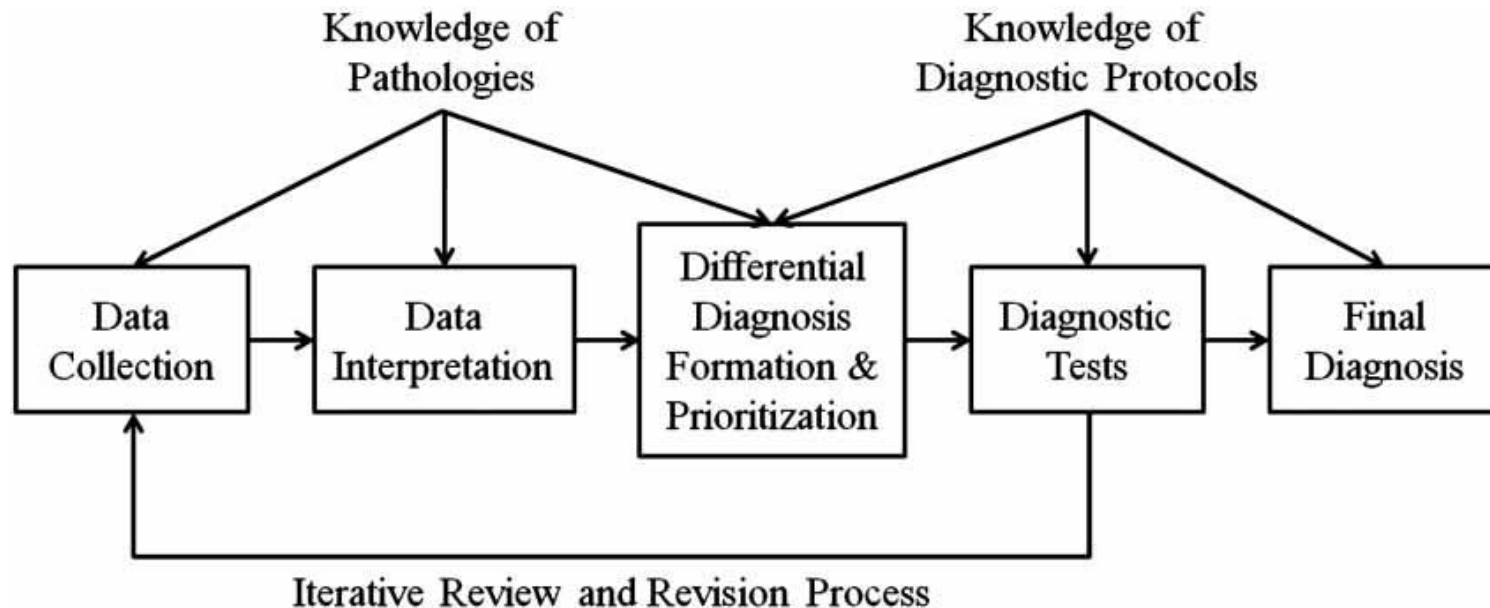 Knowledge of
Pathologies
Knowledge of
Diagnostic Protocols
Data
Collection
Data
Interpretation
Differential
Diagnosis
Formation &
Prioritization
Diagnostic
Tests
Final
Diagnosis
Iterative Review and Revision Process